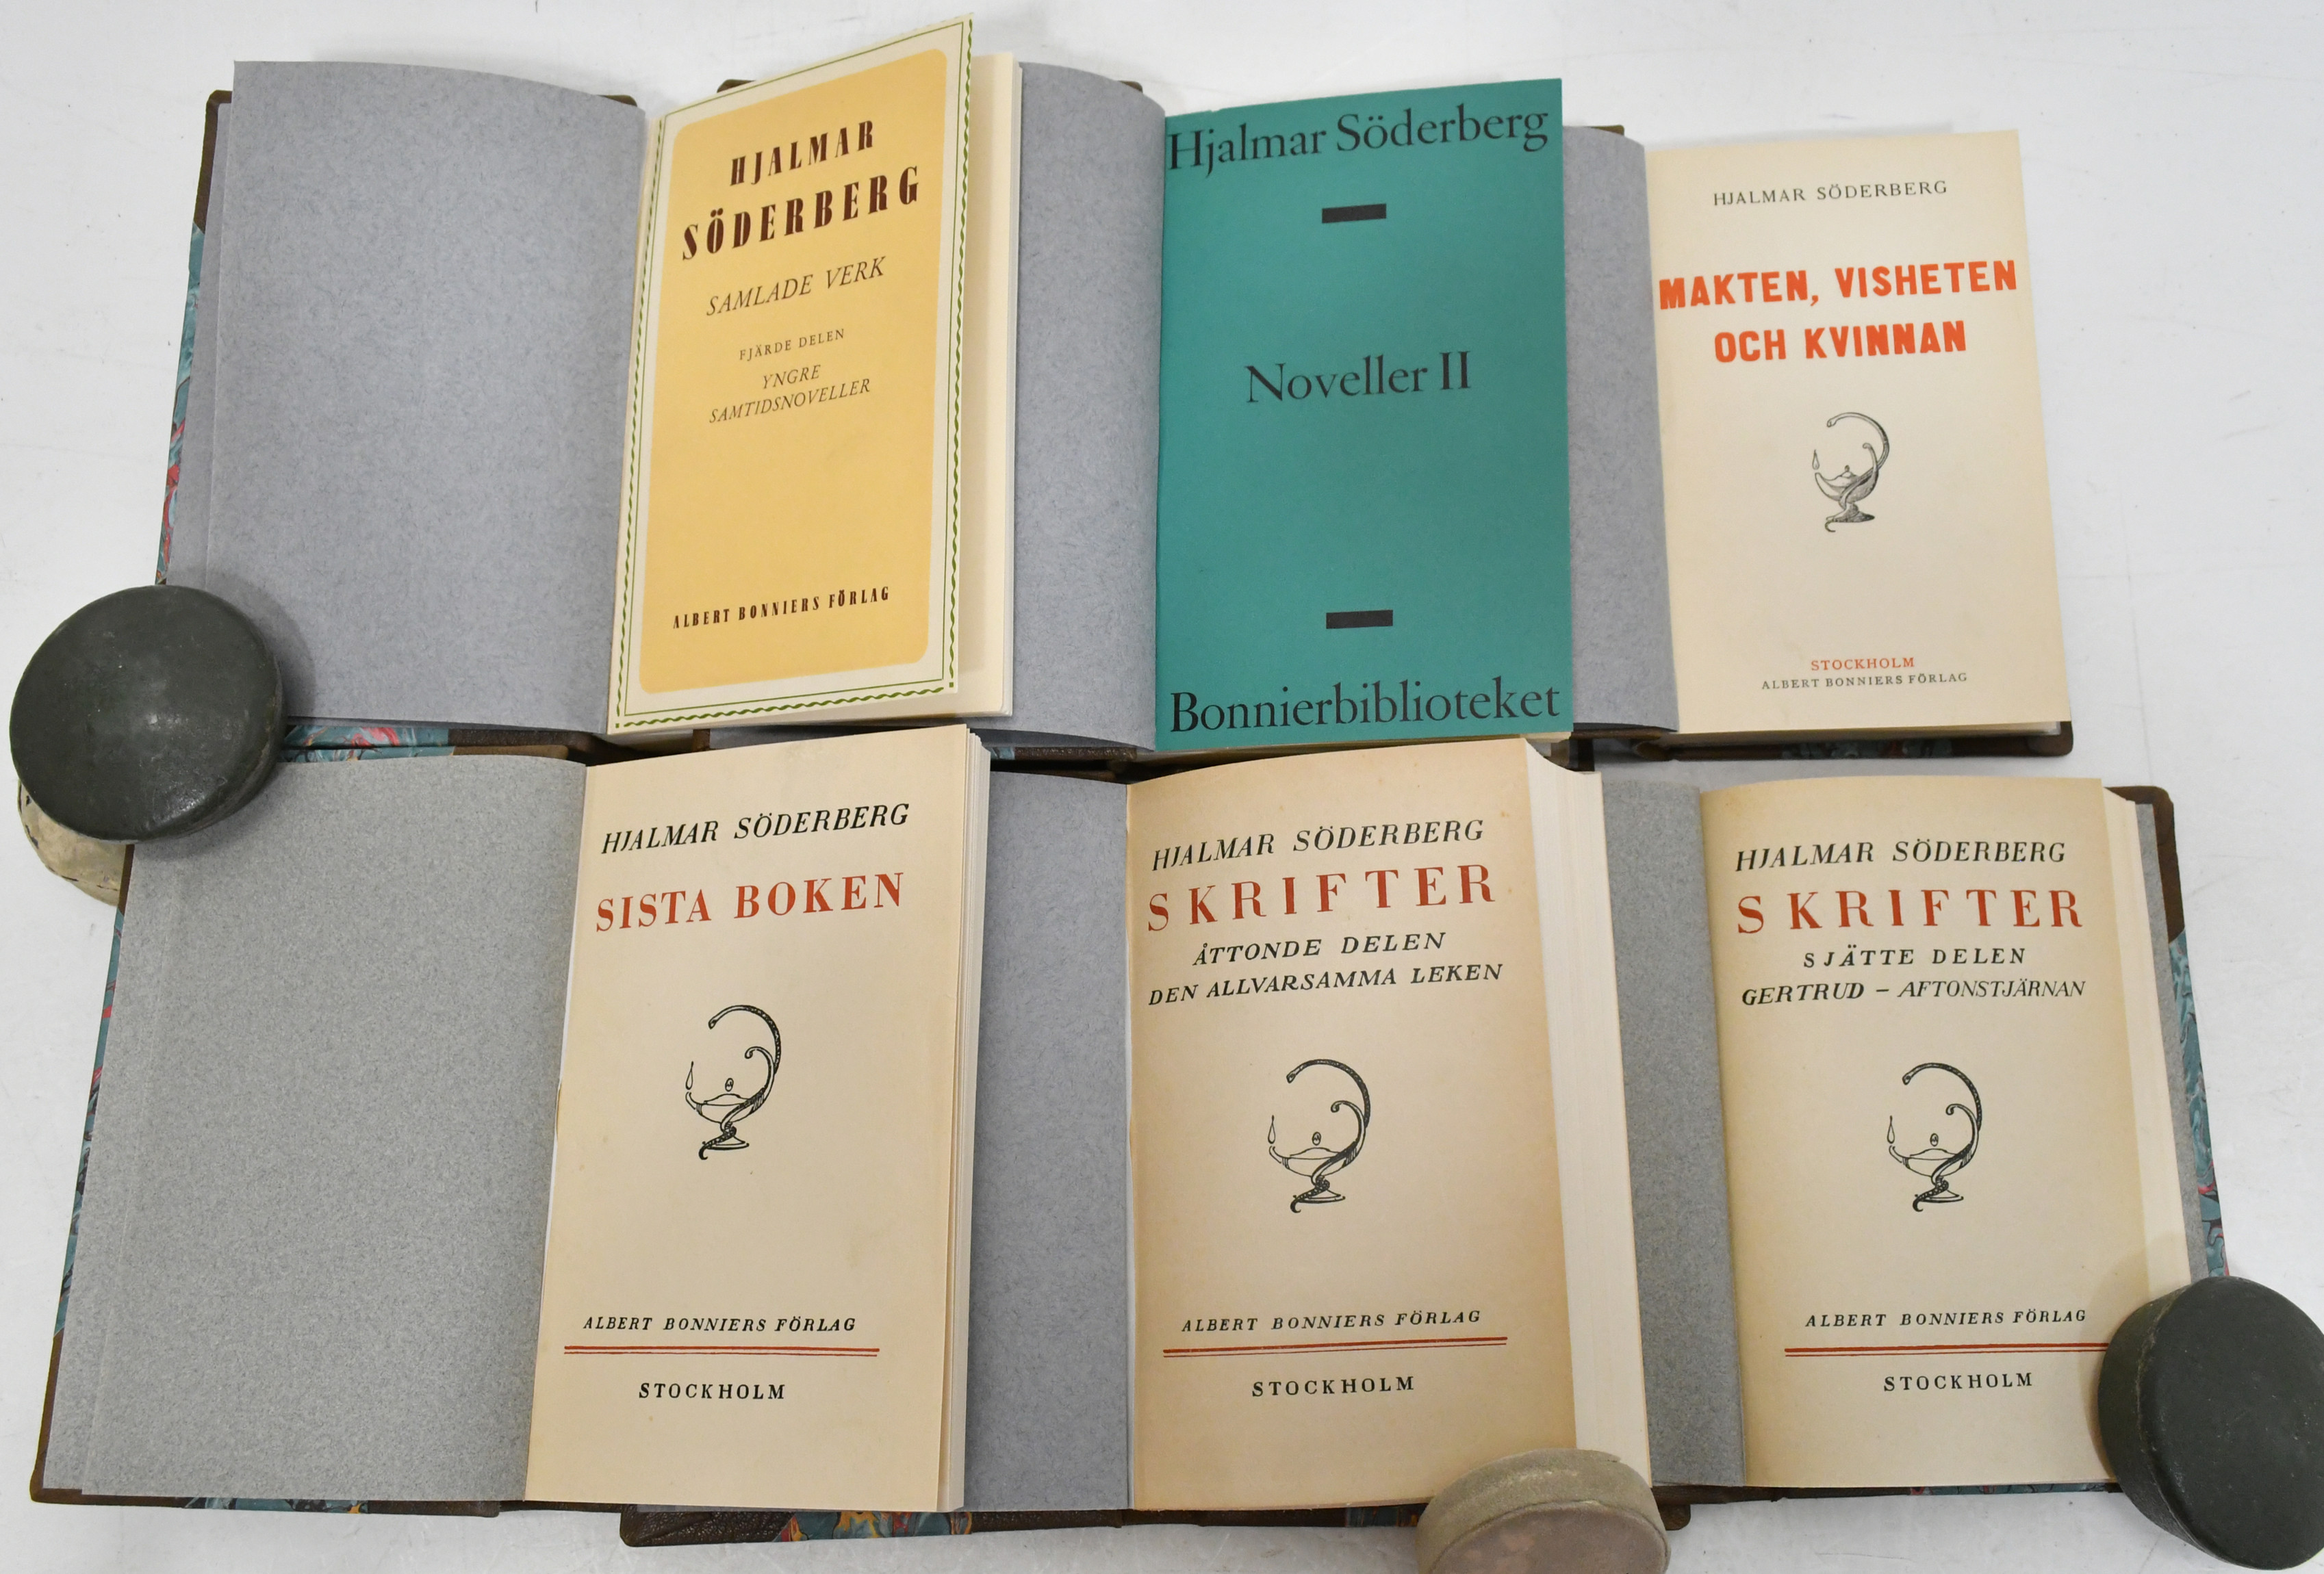 HJALMAR
SÖDERBERG
SAMLADE VERK
FJÄRDE DELEN
YNGRE
SAMTIDSNOVELLER
ALBERT BONNIERS FÖRLAG
Hjalmar Söderberg
Noveller II
Bonnierbiblioteket
HJALMAR SÖDERBERG
MAKTEN, VISHETEN
OCH KVINNAN
STOCKHOLM
ALBERT BONNIERS FÖRLAG
HJALMAR SÖDERBERG
SISTA BOKEN
ALBERT BONNIERS FÖRLAG
STOCKHOLM
HJALMAR SÖDERBERG
SKRIFTER
ÅTTONDE DELEN
DEN ALLVARSAMMA LEKEN
ALBERT BONNIERS FÖRLAG
STOCKHOLM
HJALMAR SÖDERBERG
SKRIFTER
SJÄTTE DELEN
GERTRUD – AFTONSTJÄRNAN
ALBERT BONNIERS FÖRLAG
STOCKHOLM